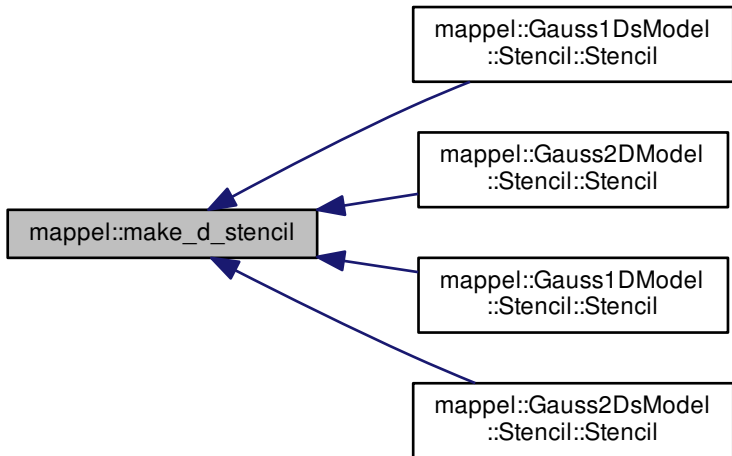 mappel::Gauss1DsModel
::Stencil::Stencil
mappel::Gauss2DModel
::Stencil::Stencil
mappel::make_d_stencil
mappel::Gauss1DModel
::Stencil::Stencil
mappel::Gauss2DsModel
::Stencil::Stencil